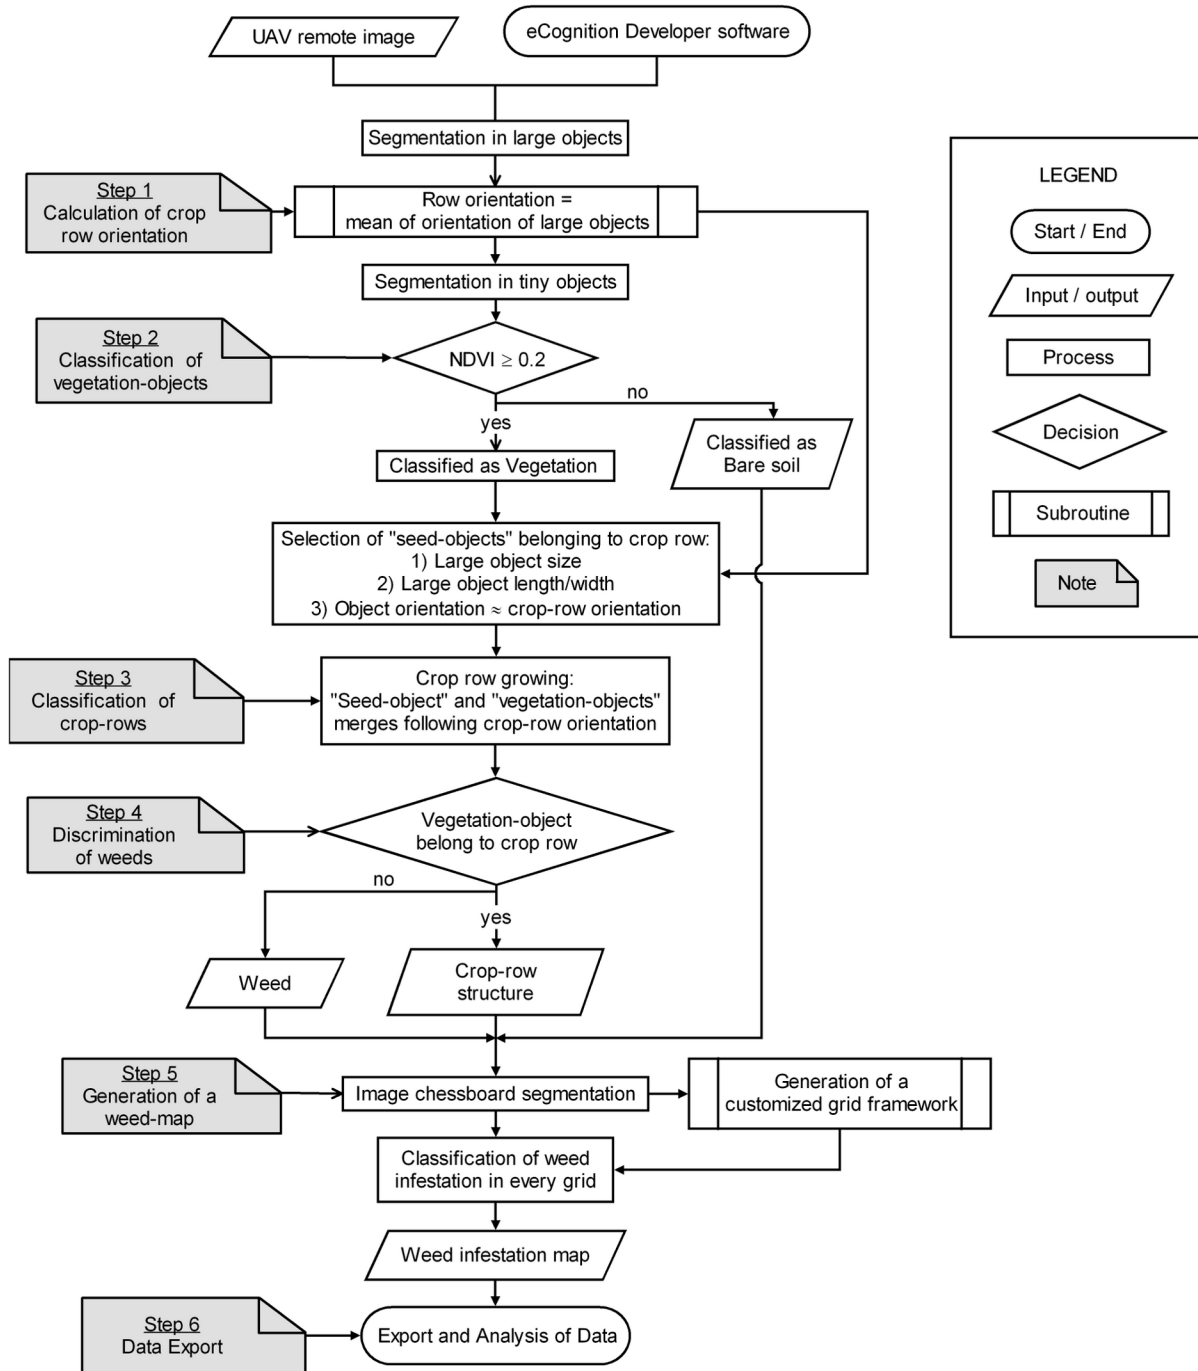 UAV remote image
eCognition Developer software
Segmentation in large objects
Step 1
Calculation of crop
row orientation
Row orientation =
mean of orientation of large objects
Segmentation in tiny objects
Step 2
Classification of
vegetation-objects
NDVI ≥ 0.2
no
yes
Classified as
Bare soil
Classified as Vegetation
Selection of "seed-objects" belonging to crop row:
1) Large object size
2) Large object length/width
3) Object orientation ≈ crop-row orientation
Step 3
Classification of
crop-rows
Crop row growing:
"Seed-object" and "vegetation-objects"
merges following crop-row orientation
Step 4
Discrimination
of weeds
Vegetation-object
belong to crop row
no
yes
Weed
Crop-row
structure
Step 5
Generation of a
weed-map
Image chessboard segmentation
Generation of a
customized grid framework
Classification of weed
infestation in every grid
Weed infestation map
Step 6
Data Export
Export and Analysis of Data
LEGEND
Start / End
Input / output
Process
Decision
Subroutine
Note